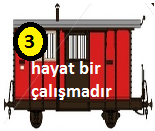 3
• hayat bir
çalışmadır